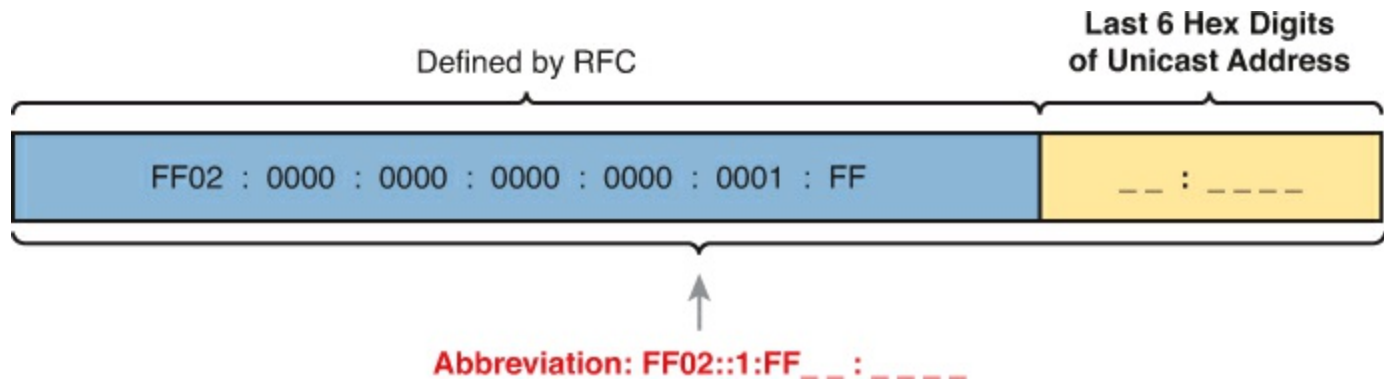 Last 6 Hex Digits
of Unicast Address
Defined by RFC
FF02 : 0000 : 0000 : 0000 : 0000 : 0001 : FF
_ _ : _ _ _ _
Abbreviation: FF02::1:FF_ _ : _ _ _ _